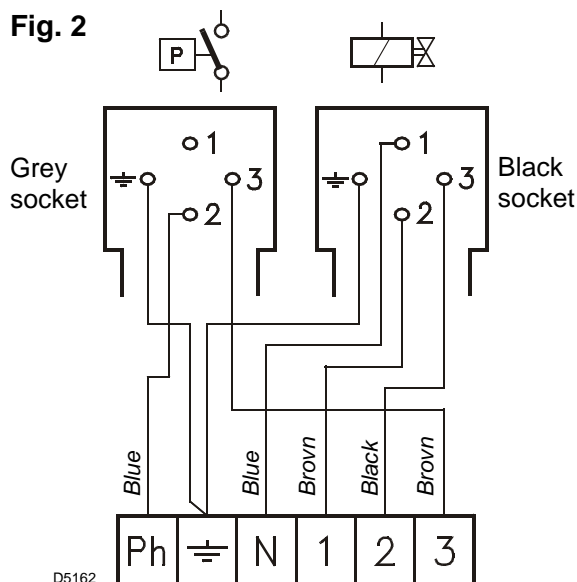 Fig. 2
P
Grey
socket
1
2
3
Black
socket
1
2
3
Blue
Blue
Brovn
Black
Brovn
Ph
N
1
2
3
D5162